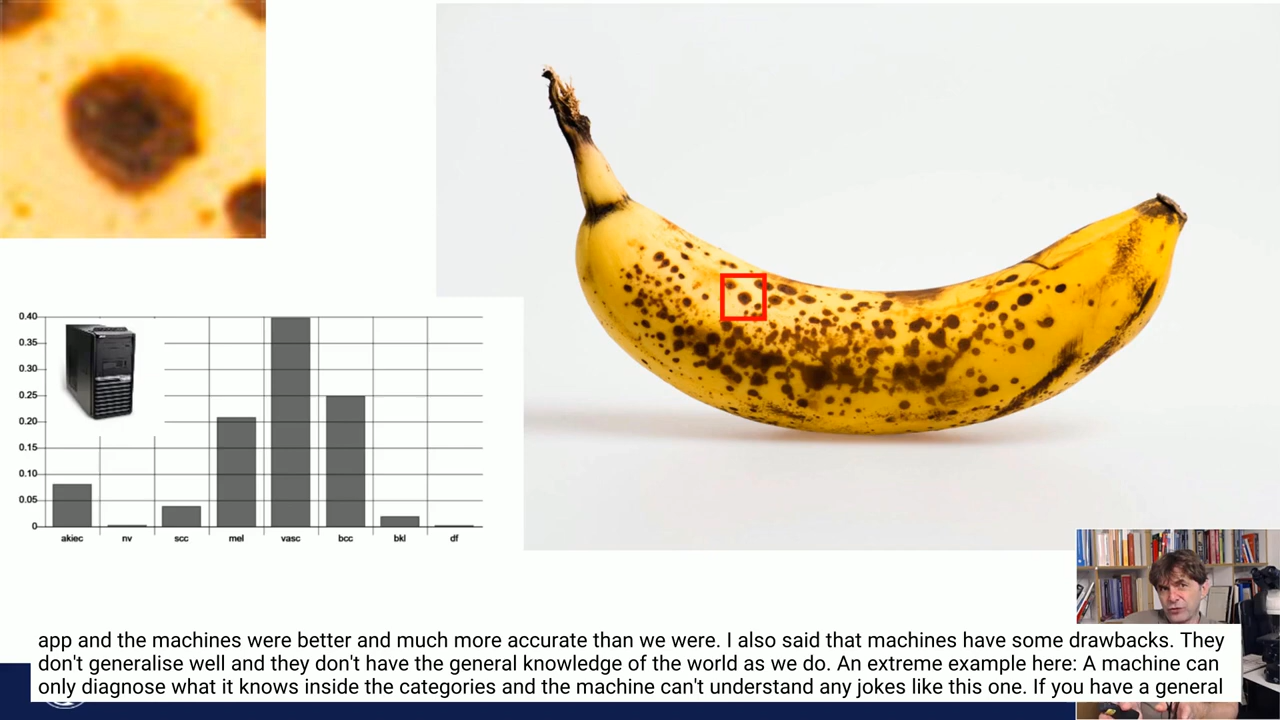 0.40
0.35
0.30
0.25
0.20
0.15
0.10
0.05
0
akiec nv scc mel vasc bcc bkl df
app and the machines were better and much more accurate than we were. I also said that machines have some drawbacks. They
don't generalise well and they don't have the general knowledge of the world as we do. An extreme example here: A machine can
only diagnose what it knows inside the categories and the machine can't understand any jokes like this one. If you have a general